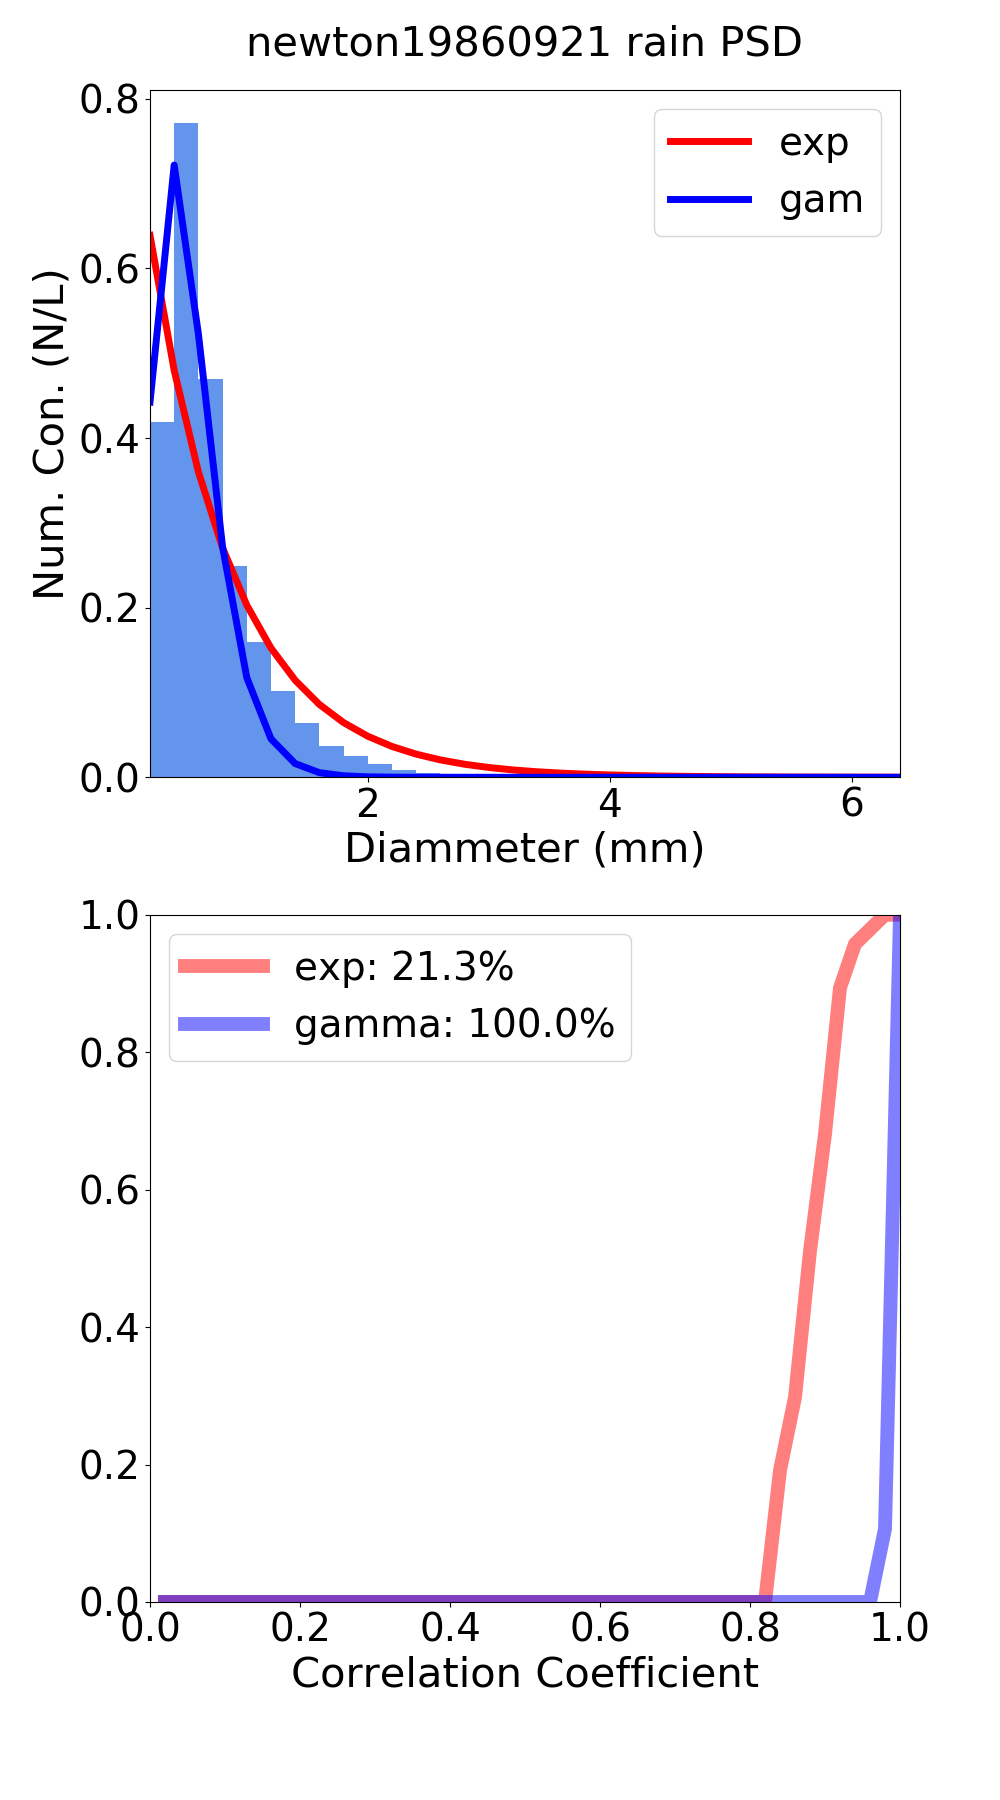 newton19860921 rain PSD
0.8
0.6
0.4
0.2
0.0
Num. Con. (N/L)
exp
gam
2 4 6
Diammeter (mm)
1.0
0.8
0.6
0.4
0.2
0.0
exp: 21.3%
gamma: 100.0%
0.0 0.2 0.4 0.6 0.8 1.0
Correlation Coefficient